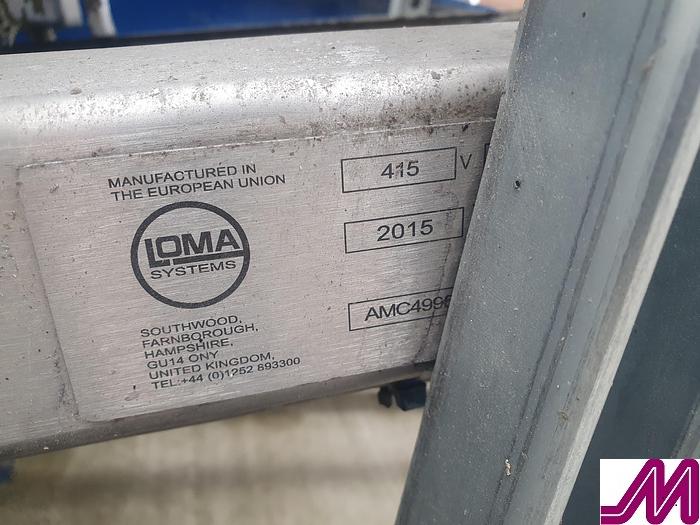 MANUFACTURED IN
THE EUROPEAN UNION
LOMA
SYSTEMS
SOUTHWOOD,
FARNBOROUGH,
HAMPSHIRE,
GU14 ONY
UNITED KINGDOM,
TEL:+44 (0)1252 893300
415 V
2015
M